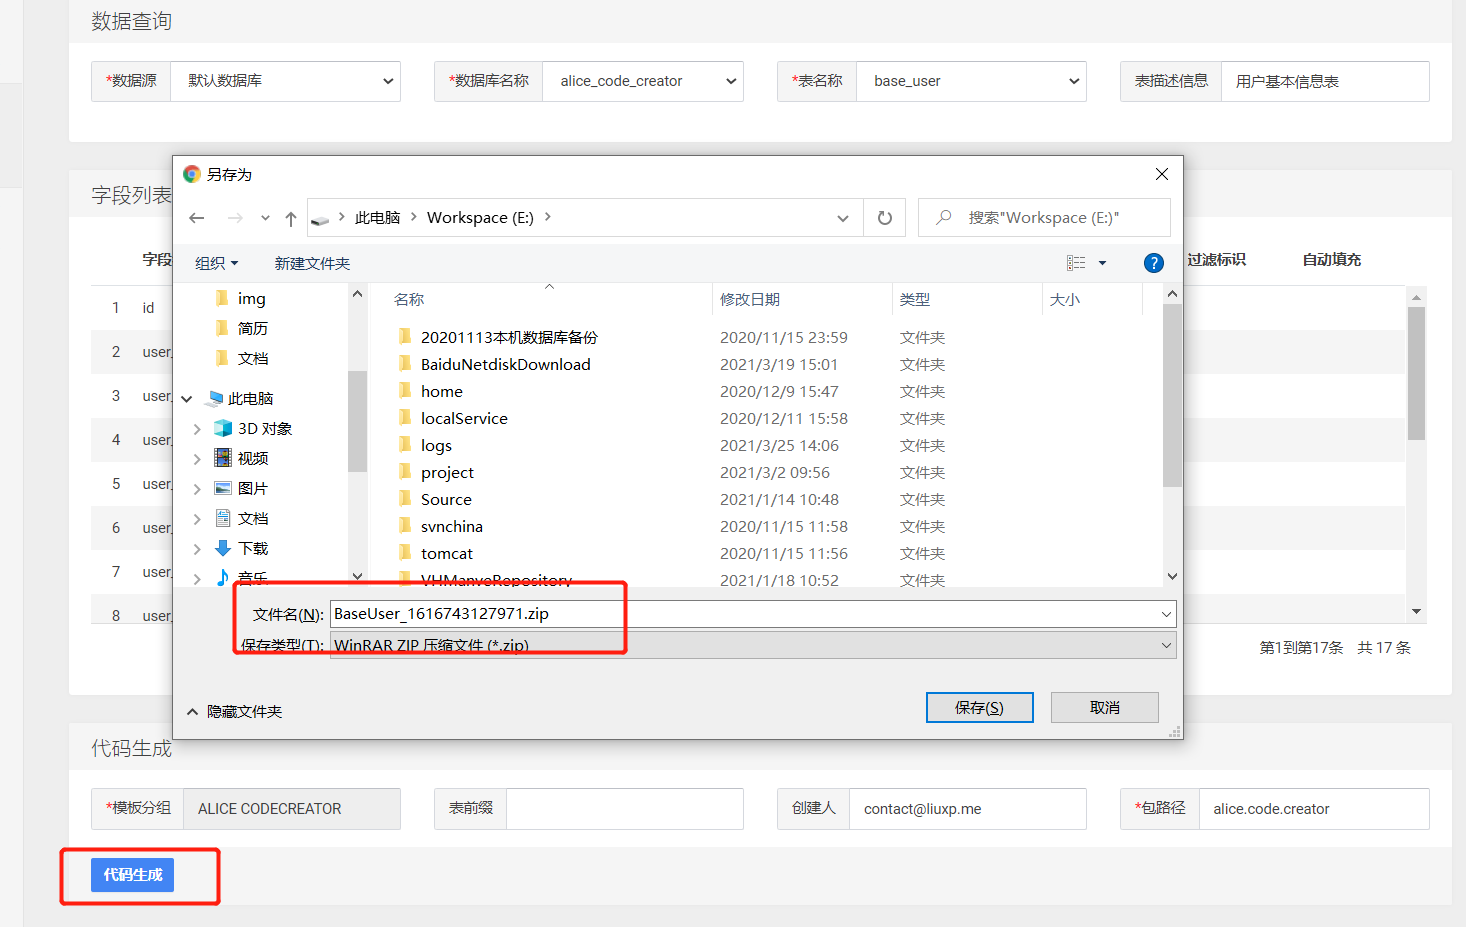 数据查询
*数据源 默认数据库 *数据库名称 alice_code_creator *表名称 base_user 表描述信息 用户基本信息表
字段列表
字段 过滤标识 自动填充
1 id
2 user_
3 user_
4 user_
5 user_
6 user_
7 user_
8 user_
第1到第17条 共 17 条
另存为
此电脑 Workspace (E:) 搜索"Workspace (E:)"
组织 新建文件夹 ?
img
简历
文档
此电脑
3D 对象
视频
图片
文档
下载
音乐
名称 修改日期 类型 大小
20201113本机数据库备份 2020/11/15 23:59 文件夹
BaiduNetdiskDownload 2021/3/19 15:01 文件夹
home 2020/12/9 15:47 文件夹
localService 2020/12/11 15:58 文件夹
logs 2021/3/25 14:06 文件夹
project 2021/3/2 09:56 文件夹
Source 2021/1/14 10:48 文件夹
svnchina 2020/11/15 11:58 文件夹
tomcat 2020/11/15 11:56 文件夹
VHManveRepository 2021/1/18 10:52 文件夹
文件名(N): BaseUser_1616743127971.zip
保存类型(T): WinRAR ZIP 压缩文件 (*.zip)
隐藏文件夹 保存(S) 取消
代码生成
*模板分组 ALICE CODECREATOR 表前缀 创建人 contact@liuxp.me *包路径 alice.code.creator
代码生成